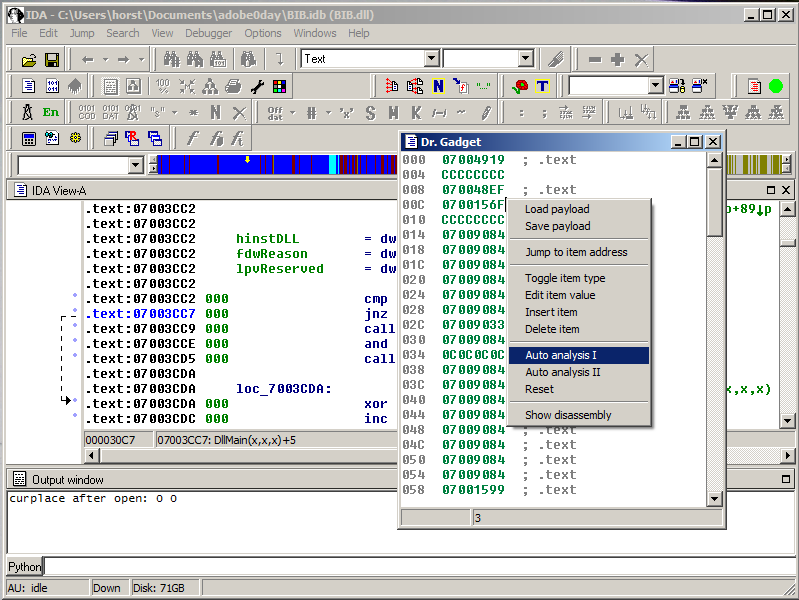 IDA - C:\Users\horst\Documents\adobe0day\BIB.idb (BIB.dll)
File Edit Jump Search View Debugger Options Windows Help
Text
En
IDA View-A
.text:07003CC2
.text:07003CC2
.text:07003CC2 hinstDLL = dw
.text:07003CC2 fdwReason = dw
.text:07003CC2 lpvReserved = dw
.text:07003CC2
.text:07003CC2 000 cmp
.text:07003CC7 000 jnz
.text:07003CC9 000 call
.text:07003CCE 000 and
.text:07003CD5 000 call
.text:07003CDA
.text:07003CDA loc_7003CDA:
.text:07003CDA 000 xor
.text:07003CDC 000 inc
000030C7 07003CC7: DllMain(x,x,x)+5
x,x,x)
Dr. Gadget
000 07004919 ; .text
004 CCCCCCCC
008 070048EF ; .text
00C 0700156F
010 CCCCCCCC
014 07009084
018 07009084
01C 07009084
020 07009084
024 07009084
028 07009084
02C 07009033
030 07009084
034 0C0C0C0C
038 07009084
03C 07009084
040 07009084
044 07009084
048 07009084 ; .text
04C 07009084 ; .text
050 07009084 ; .text
054 07009084 ; .text
058 07001599 ; .text
3
Load payload
Save payload
Jump to item address
Toggle item type
Edit item value
Insert item
Delete item
Auto analysis I
Auto analysis II
Reset
Show disassembly
Output window
curplace after open: 0 0
Python
AU: idle Down Disk: 71GB